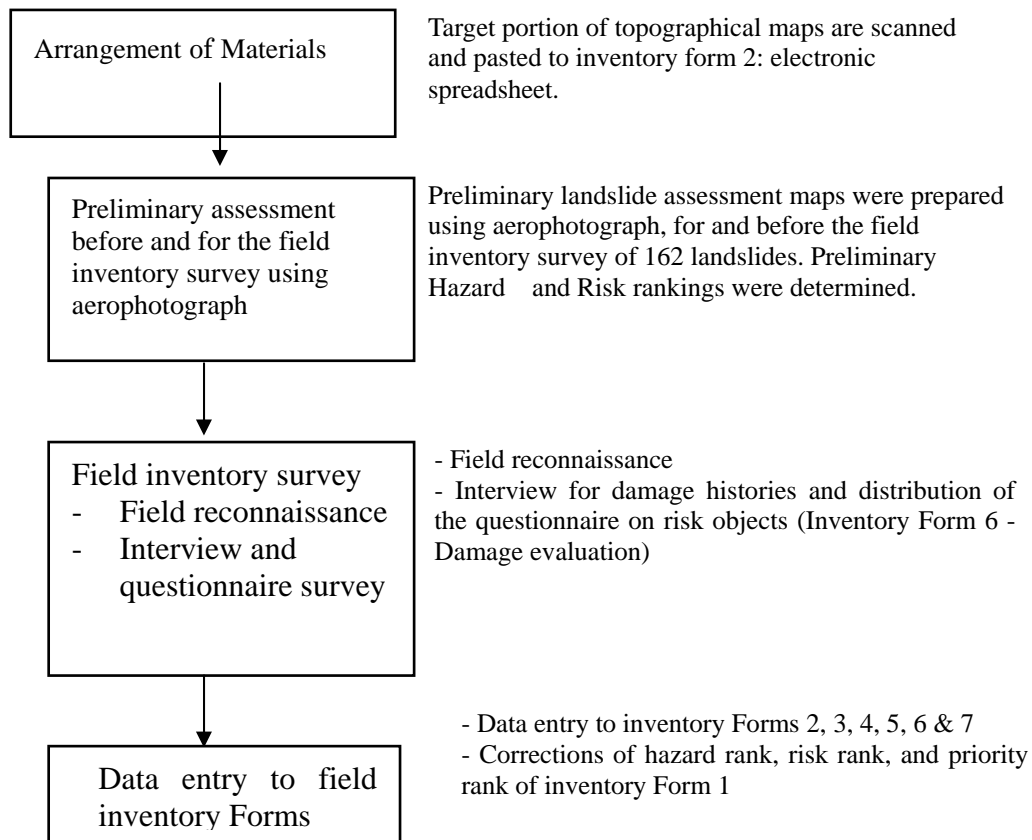 Arrangement of Materials
Target portion of topographical maps are scanned
and pasted to inventory form 2: electronic
spreadsheet.
Preliminary assessment
before and for the field
inventory survey using
aerophotograph
Preliminary landslide assessment maps were prepared
using aerophotograph, for and before the field
inventory survey of 162 landslides. Preliminary
Hazard and Risk rankings were determined.
Field inventory survey
- Field reconnaissance
- Interview and
questionnaire survey
- Field reconnaissance
- Interview for damage histories and distribution of
the questionnaire on risk objects (Inventory Form 6 -
Damage evaluation)
Data entry to field
inventory Forms
- Data entry to inventory Forms 2, 3, 4, 5, 6 & 7
- Corrections of hazard rank, risk rank, and priority
rank of inventory Form 1